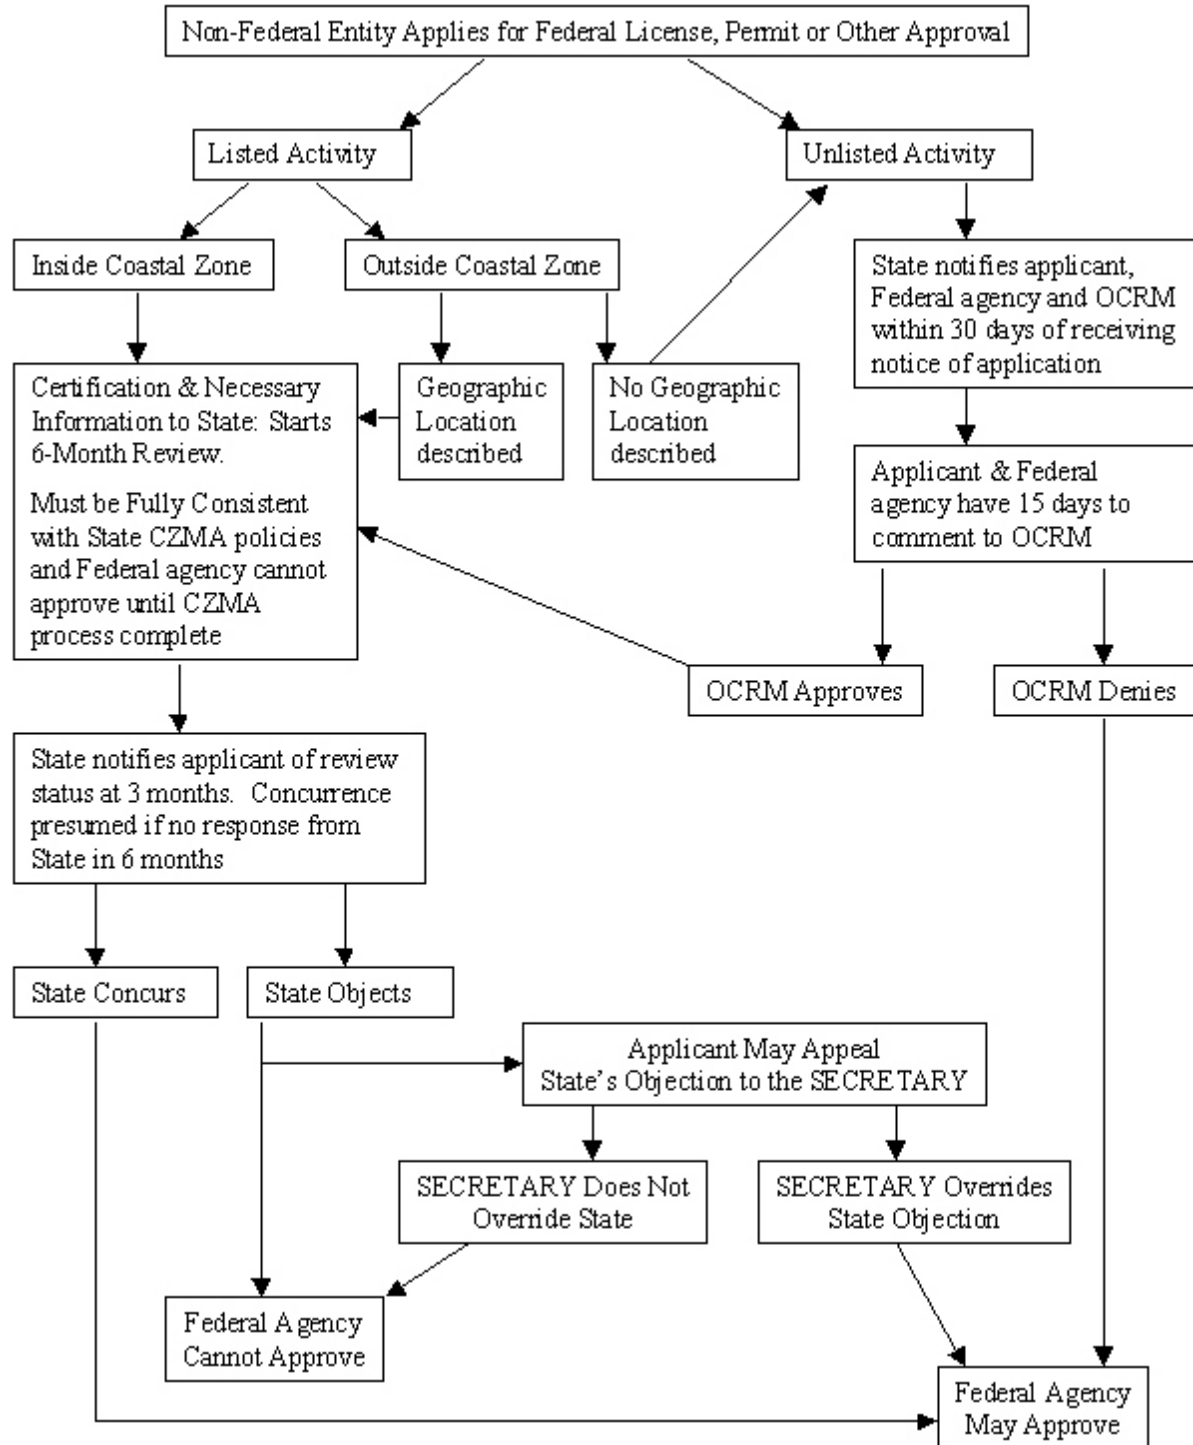 Non-Federal Entity Applies for Federal License, Permit or Other Approval
Listed Activity
Unlisted Activity
Inside Coastal Zone
Outside Coastal Zone
State notifies applicant,
Federal agency and OCRM
within 30 days of receiving
notice of application
Certification & Necessary
Information to State: Starts
6-Month Review.
Must be Fully Consistent
with State CZMA policies
and Federal agency cannot
approve until CZMA
process complete
Geographic
Location
described
No Geographic
Location
described
Applicant & Federal
agency have 15 days to
comment to OCRM
OCRM Approves
OCRM Denies
State notifies applicant of review
status at 3 months. Concurrence
presumed if no response from
State in 6 months
State Concurs
State Objects
Applicant May Appeal
State's Objection to the SECRETARY
SECRETARY Does Not
Override State
SECRETARY Overrides
State Objection
Federal Agency
Cannot Approve
Federal Agency
May Approve